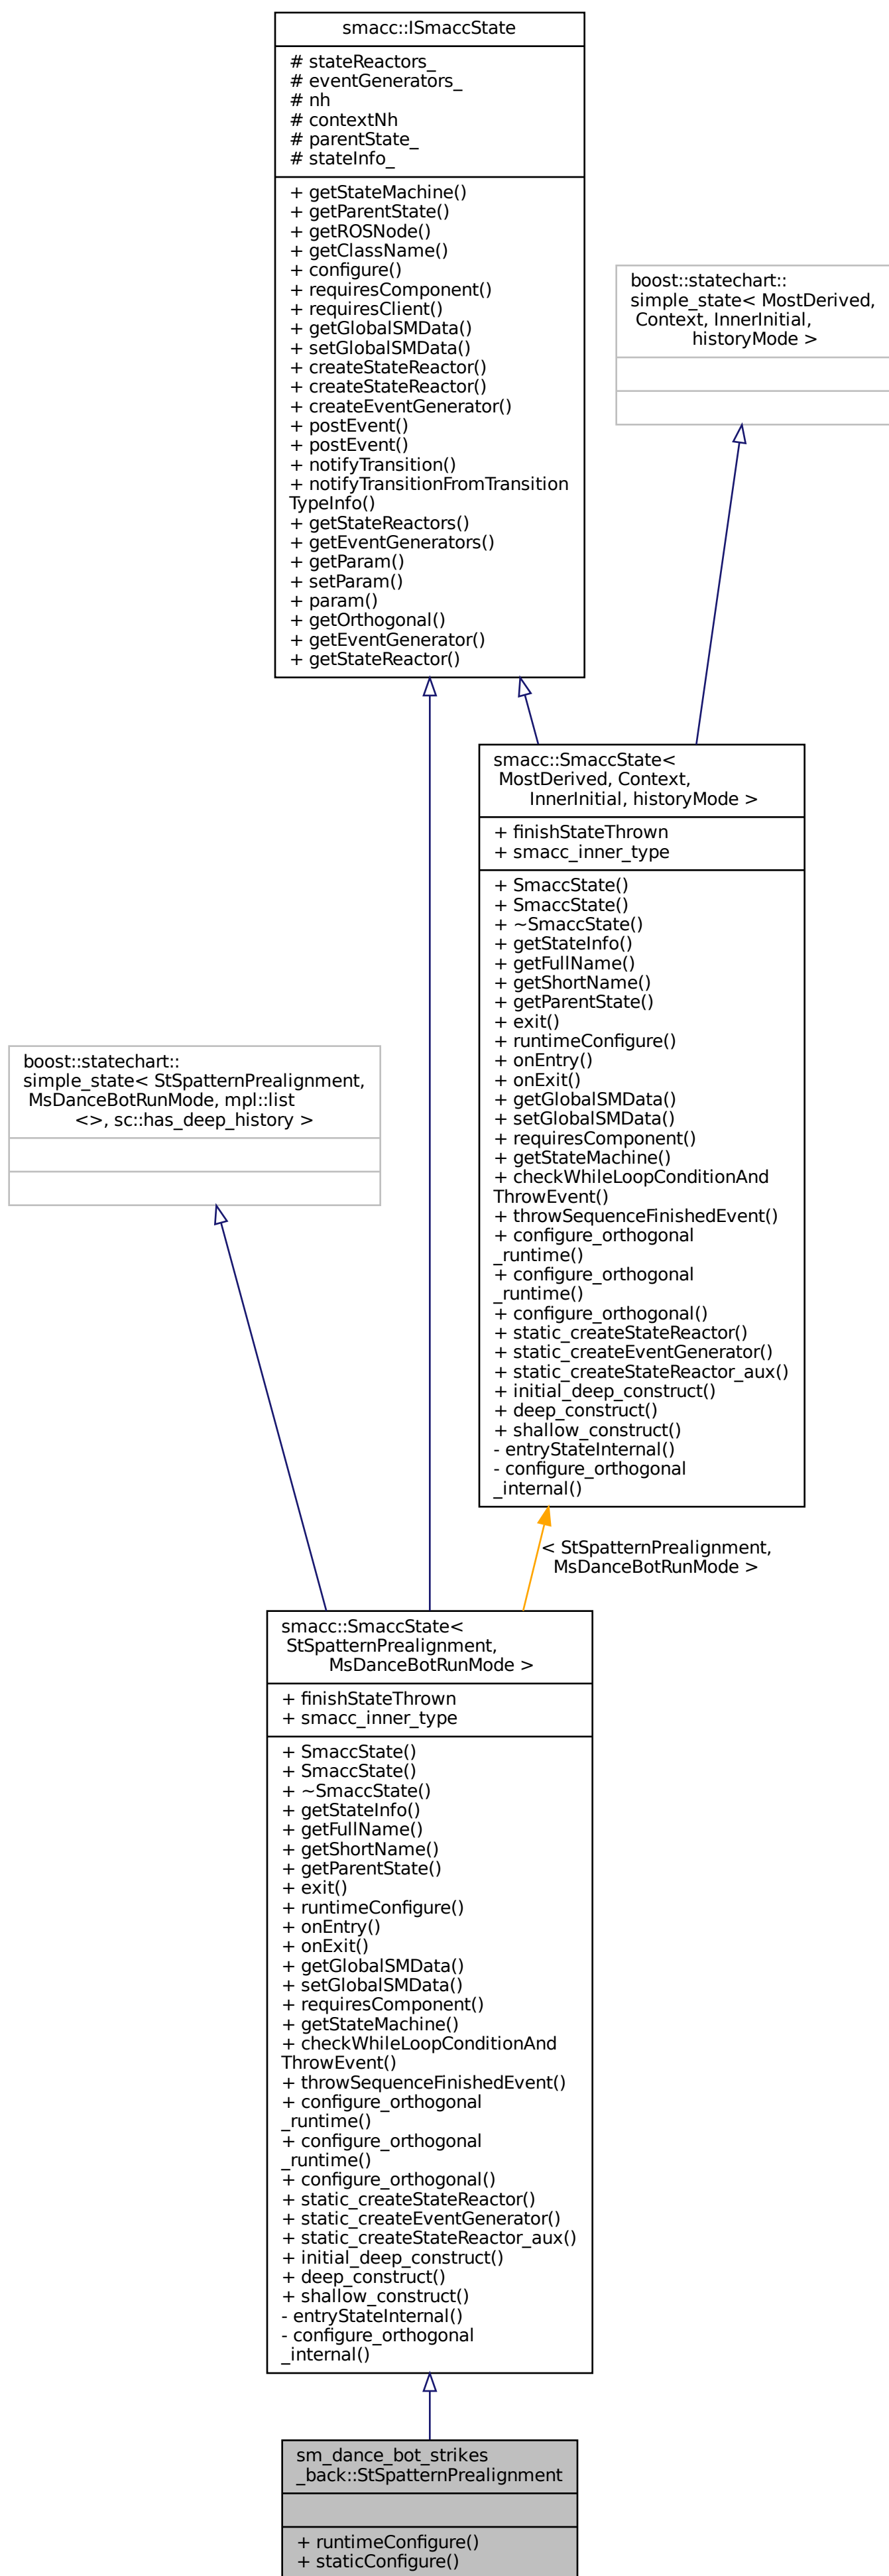 smacc::ISmaccState
# stateReactors_
# eventGenerators_
# nh
# contextNh
# parentState_
# stateInfo_
+ getStateMachine()
+ getParentState()
+ getROSNode()
+ getClassName()
+ configure()
+ requiresComponent()
+ requiresClient()
+ getGlobalSMData()
+ setGlobalSMData()
+ createStateReactor()
+ createStateReactor()
+ createEventGenerator()
+ postEvent()
+ postEvent()
+ notifyTransition()
+ notifyTransitionFromTransition
TypeInfo()
+ getStateReactors()
+ getEventGenerators()
+ getParam()
+ setParam()
+ param()
+ getOrthogonal()
+ getEventGenerator()
+ getStateReactor()
boost::statechart::
simple_state< MostDerived,
Context, InnerInitial,
historyMode >
smacc::SmaccState<
MostDerived, Context,
InnerInitial, historyMode >
+ finishStateThrown
+ smacc_inner_type
+ SmaccState()
+ SmaccState()
+ ~SmaccState()
+ getStateInfo()
+ getFullName()
+ getShortName()
+ getParentState()
+ exit()
+ runtimeConfigure()
+ onEntry()
+ onExit()
+ getGlobalSMData()
+ setGlobalSMData()
+ requiresComponent()
+ getStateMachine()
+ checkWhileLoopConditionAnd
ThrowEvent()
+ throwSequenceFinishedEvent()
+ configure_orthogonal
_runtime()
+ configure_orthogonal
_runtime()
+ configure_orthogonal()
+ static_createStateReactor()
+ static_createEventGenerator()
+ static_createStateReactor_aux()
+ initial_deep_construct()
+ deep_construct()
+ shallow_construct()
- entryStateInternal()
- configure_orthogonal
_internal()
boost::statechart::
simple_state< StSpatternPrealignment,
MsDanceBotRunMode, mpl::list
<>, sc::has_deep_history >
< StSpatternPrealignment,
MsDanceBotRunMode >
smacc::SmaccState<
StSpatternPrealignment,
MsDanceBotRunMode >
+ finishStateThrown
+ smacc_inner_type
+ SmaccState()
+ SmaccState()
+ ~SmaccState()
+ getStateInfo()
+ getFullName()
+ getShortName()
+ getParentState()
+ exit()
+ runtimeConfigure()
+ onEntry()
+ onExit()
+ getGlobalSMData()
+ setGlobalSMData()
+ requiresComponent()
+ getStateMachine()
+ checkWhileLoopConditionAnd
ThrowEvent()
+ throwSequenceFinishedEvent()
+ configure_orthogonal
_runtime()
+ configure_orthogonal
_runtime()
+ configure_orthogonal()
+ static_createStateReactor()
+ static_createEventGenerator()
+ static_createStateReactor_aux()
+ initial_deep_construct()
+ deep_construct()
+ shallow_construct()
- entryStateInternal()
- configure_orthogonal
_internal()
sm_dance_bot_strikes
_back::StSpatternPrealignment
+ runtimeConfigure()
+ staticConfigure()